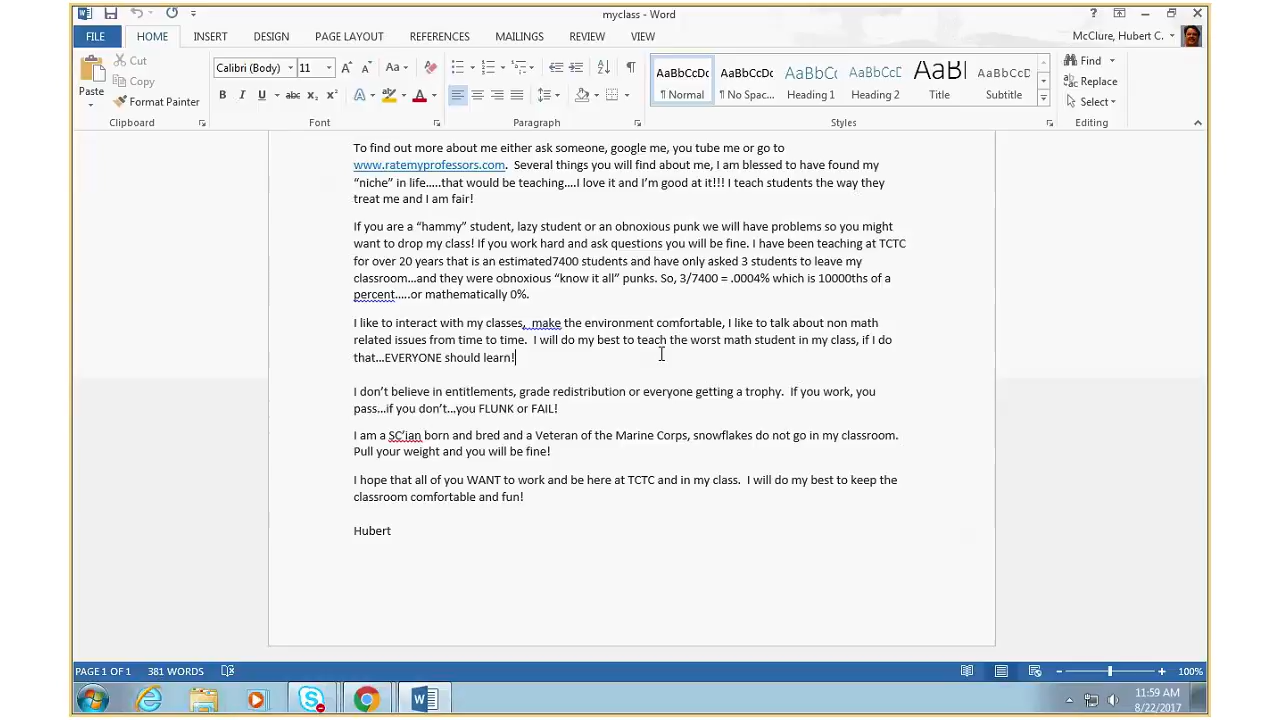 myclass - Word
FILE HOME INSERT DESIGN PAGE LAYOUT REFERENCES MAILINGS REVIEW VIEW
McClure, Hubert C.
Cut
Copy
Paste
Format Painter
Clipboard
Calibri (Body) 11
Font
Paragraph
AaBbCcDc AaBbCcDc AaBbCc AaBbCcD AaBl AaBbCcD
¶ Normal ¶ No Spac... Heading 1 Heading 2 Title Subtitle
Styles
Find
Replace
Select
Editing
To find out more about me either ask someone, google me, you tube me or go to
www.ratemyprofessors.com. Several things you will find about me, I am blessed to have found my
“niche” in life…..that would be teaching….I love it and I’m good at it!!! I teach students the way they
treat me and I am fair!
If you are a “hammy” student, lazy student or an obnoxious punk we will have problems so you might
want to drop my class! If you work hard and ask questions you will be fine. I have been teaching at TCTC
for over 20 years that is an estimated7400 students and have only asked 3 students to leave my
classroom…and they were obnoxious “know it all” punks. So, 3/7400 = .0004% which is 10000ths of a
percent…..or mathematically 0%.
I like to interact with my classes,  make the environment comfortable, I like to talk about non math
related issues from time to time.  I will do my best to teach the worst math student in my class, if I do
that…EVERYONE should learn!
I don’t believe in entitlements, grade redistribution or everyone getting a trophy.  If you work, you
pass…if you don’t…you FLUNK or FAIL!
I am a SC’ian born and bred and a Veteran of the Marine Corps, snowflakes do not go in my classroom.
Pull your weight and you will be fine!
I hope that all of you WANT to work and be here at TCTC and in my class.  I will do my best to keep the
classroom comfortable and fun!
Hubert
PAGE 1 OF 1 381 WORDS
100%
11:59 AM
8/22/2017